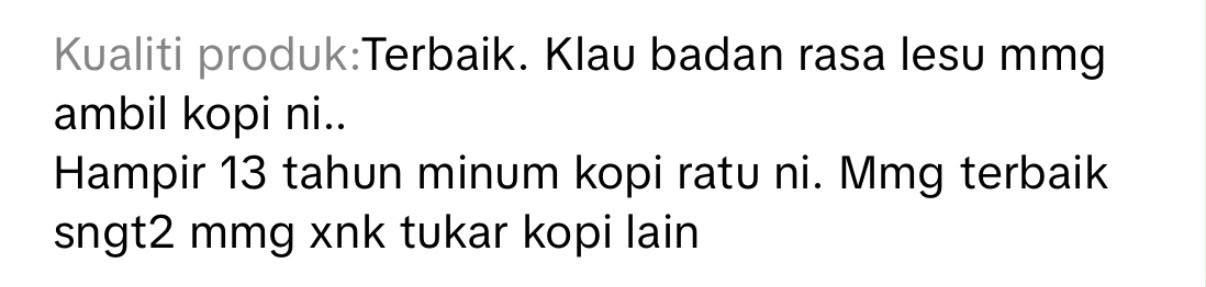 Kualiti produk:Terbaik. Klau badan rasa lesu mmg
ambil kopi ni..
Hampir 13 tahun minum kopi ratu ni. Mmg terbaik
sngt2 mmg xnk tukar kopi lain